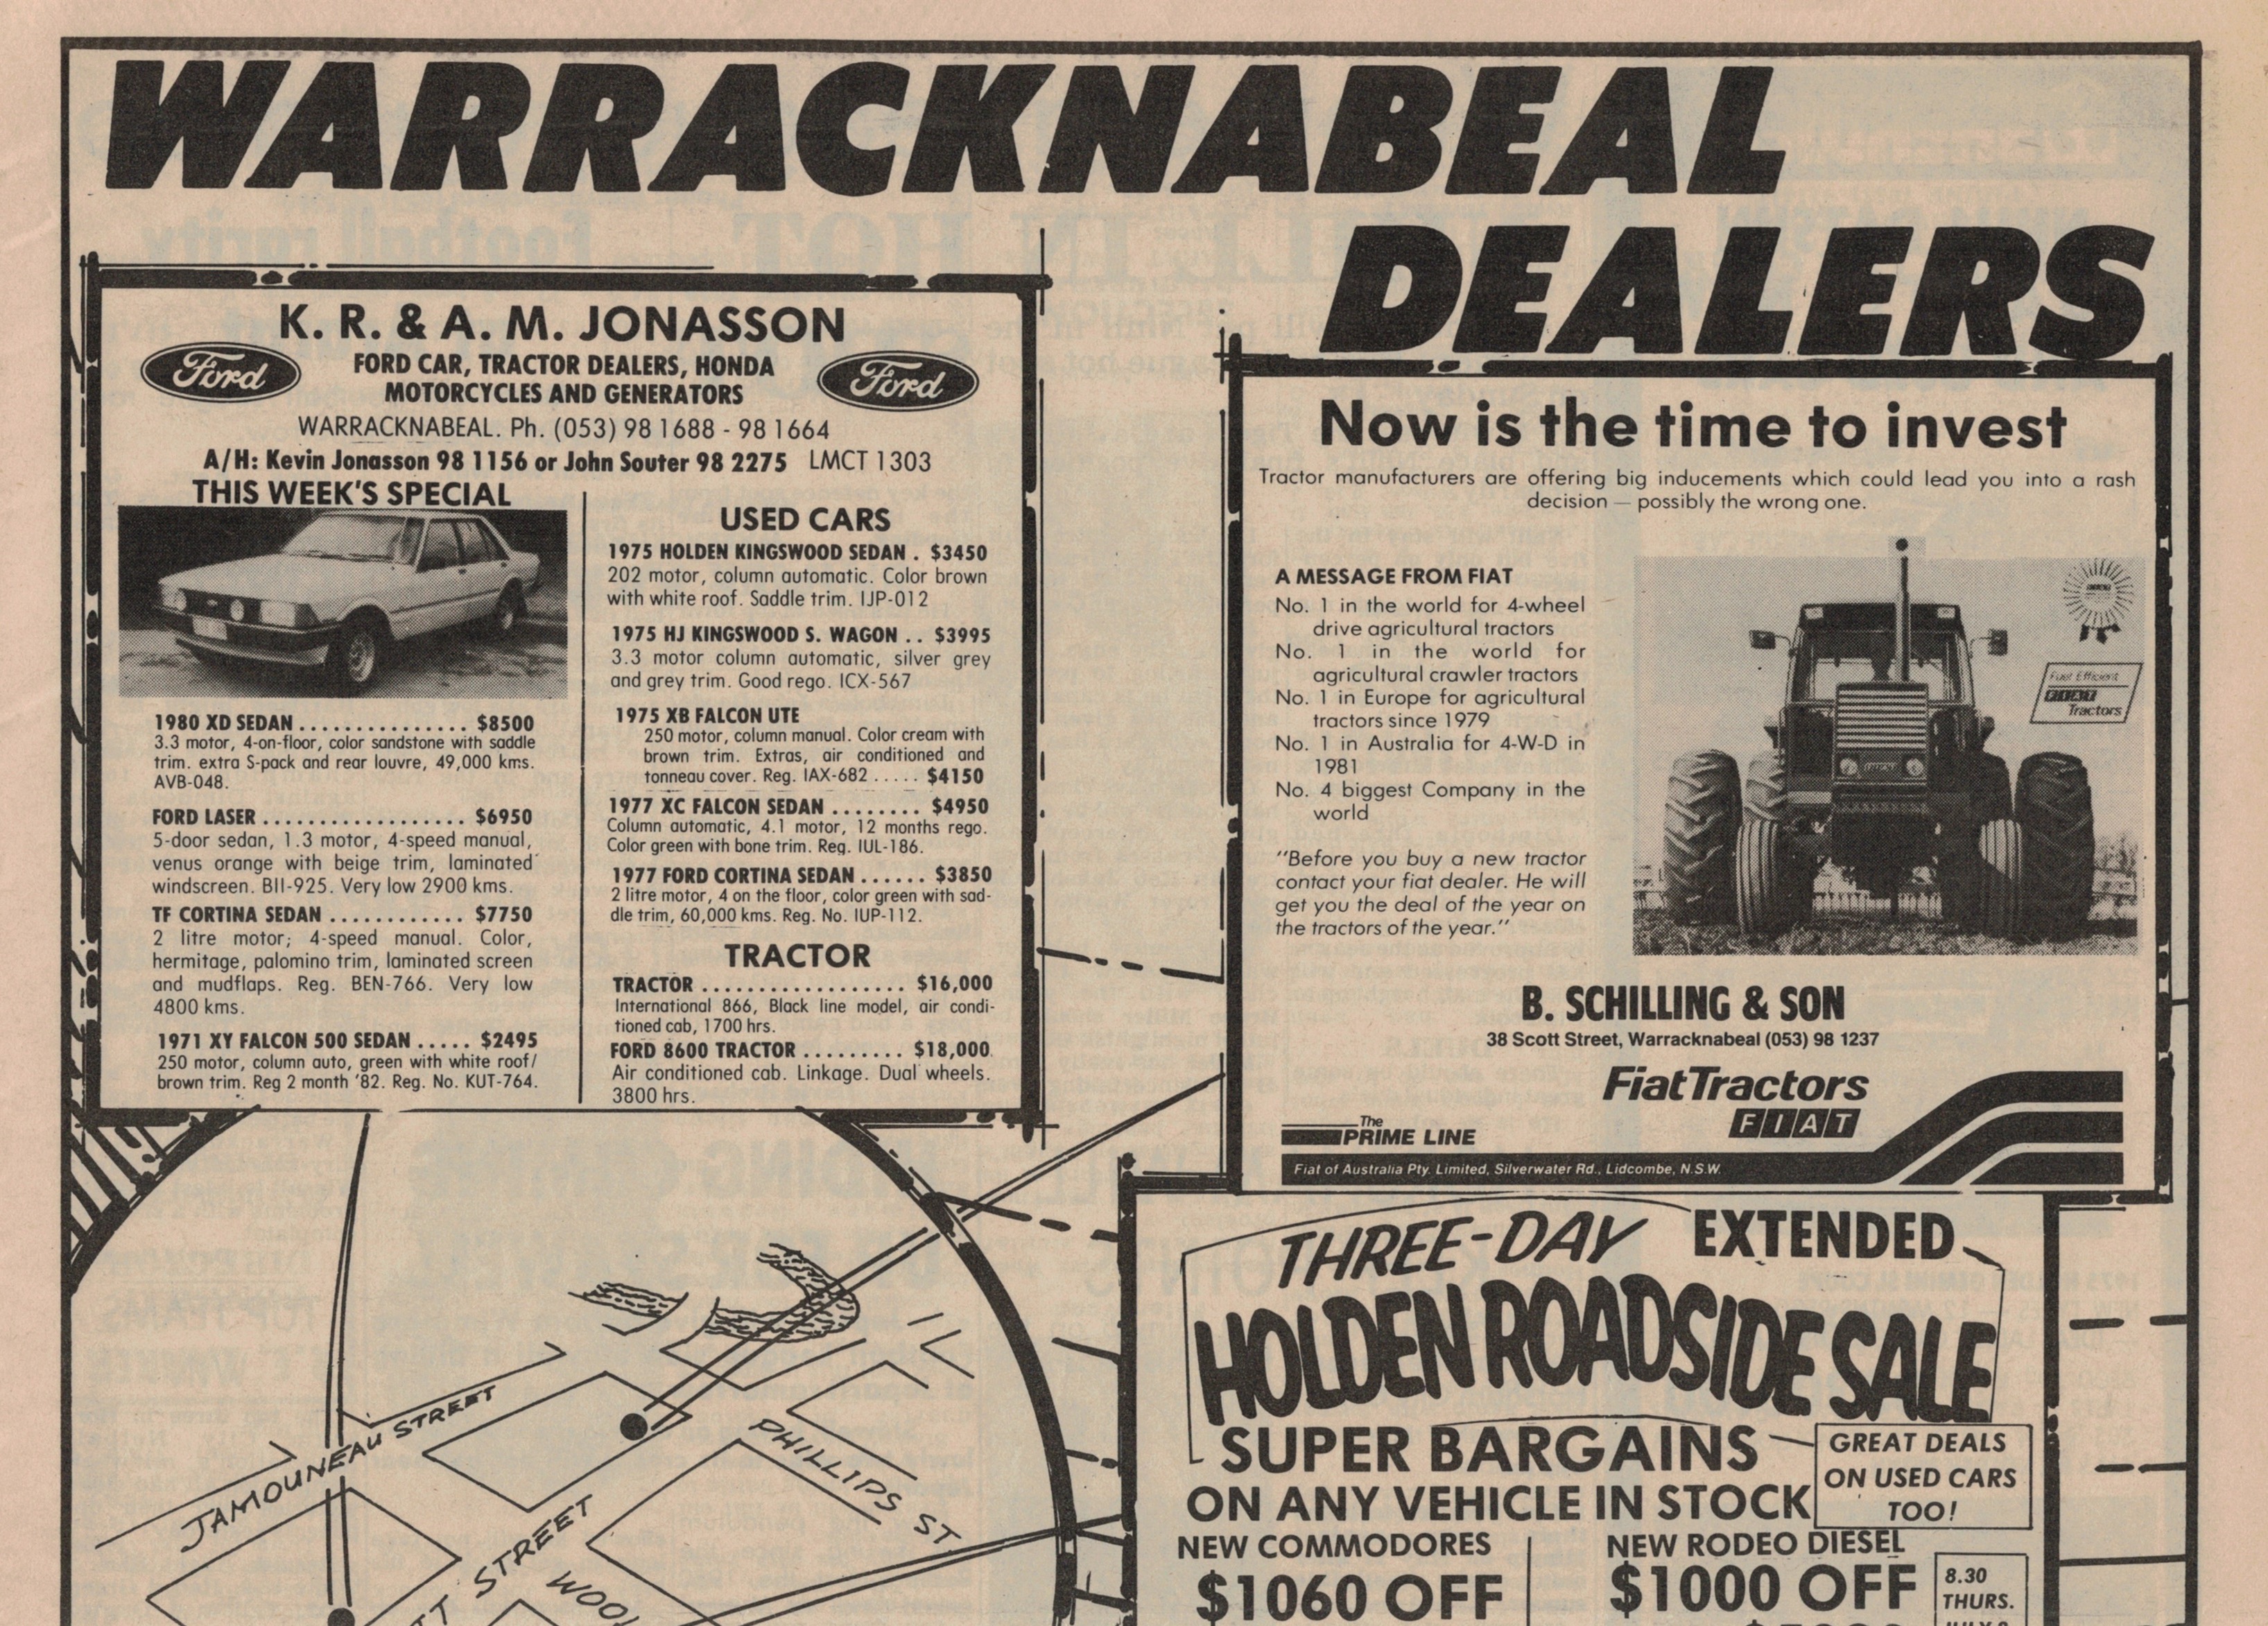 WARRACKNABEAL
DEALERS
K. R. & A. M. JONASSON
Ford
FORD CAR, TRACTOR DEALERS, HONDA
MOTORCYCLES AND GENERATORS
Ford
WARRACKNABEAL. Ph. (053) 98 1688 - 98 1664
A/H: Kevin Jonasson 98 1156 or John Souter 98 2275 LMCT 1303
THIS WEEK'S SPECIAL
1980 XD SEDAN ............... $8500
3.3 motor, 4-on-floor, color sandstone with saddle
trim. extra S-pack and rear louvre, 49,000 kms.
AVB-048.
FORD LASER .................. $6950
5-door sedan, 1.3 motor, 4-speed manual,
venus orange with beige trim, laminated
windscreen. BII-925. Very low 2900 kms.
TF CORTINA SEDAN ............ $7750
2 litre motor; 4-speed manual. Color,
hermitage, palomino trim, laminated screen
and mudflaps. Reg. BEN-766. Very low
4800 kms.
1971 XY FALCON 500 SEDAN ..... $2495
250 motor, column auto, green with white roof/
brown trim. Reg 2 month '82. Reg. No. KUT-764.
USED CARS
1975 HOLDEN KINGSWOOD SEDAN . $3450
202 motor, column automatic. Color brown
with white roof. Saddle trim. IJP-012
1975 HJ KINGSWOOD S. WAGON .. $3995
3.3 motor column automatic, silver grey
and grey trim. Good rego. ICX-567
1975 XB FALCON UTE
250 motor, column manual. Color cream with
brown trim. Extras, air conditioned and
tonneau cover. Reg. IAX-682 ..... $4150
1977 XC FALCON SEDAN ........ $4950
Column automatic, 4.1 motor, 12 months rego.
Color green with bone trim. Reg. IUL-186.
1977 FORD CORTINA SEDAN ...... $3850
2 litre motor, 4 on the floor, color green with sad-
dle trim, 60,000 kms. Reg. No. IUP-112.
TRACTOR
TRACTOR .................. $16,000
International 866, Black line model, air condi-
tioned cab, 1700 hrs.
FORD 8600 TRACTOR ......... $18,000
Air conditioned cab. Linkage. Dual wheels.
3800 hrs.
Now is the time to invest
Tractor manufacturers are offering big inducements which could lead you into a rash
decision — possibly the wrong one.
A MESSAGE FROM FIAT
No. 1 in the world for 4-wheel
drive agricultural tractors
No. 1 in the world for
agricultural crawler tractors
No. 1 in Europe for agricultural
tractors since 1979
No. 1 in Australia for 4-W-D in
1981
No. 4 biggest Company in the
world
"Before you buy a new tractor
contact your fiat dealer. He will
get you the deal of the year on
the tractors of the year."
Fuel Efficient
FIAT
Tractors
B. SCHILLING & SON
38 Scott Street, Warracknabeal (053) 98 1237
FiatTractors
FIAT
The
PRIME LINE
Fiat of Australia Pty. Limited, Silverwater Rd., Lidcombe, N.S.W.
JAMOUNEAU STREET
PHILLIPS ST
STREET
THREE-DAY EXTENDED
HOLDEN ROADSIDE SALE
SUPER BARGAINS
ON ANY VEHICLE IN STOCK
GREAT DEALS
ON USED CARS
TOO!
NEW COMMODORES
$1060 OFF
NEW RODEO DIESEL
$1000 OFF
8.30
THURS.